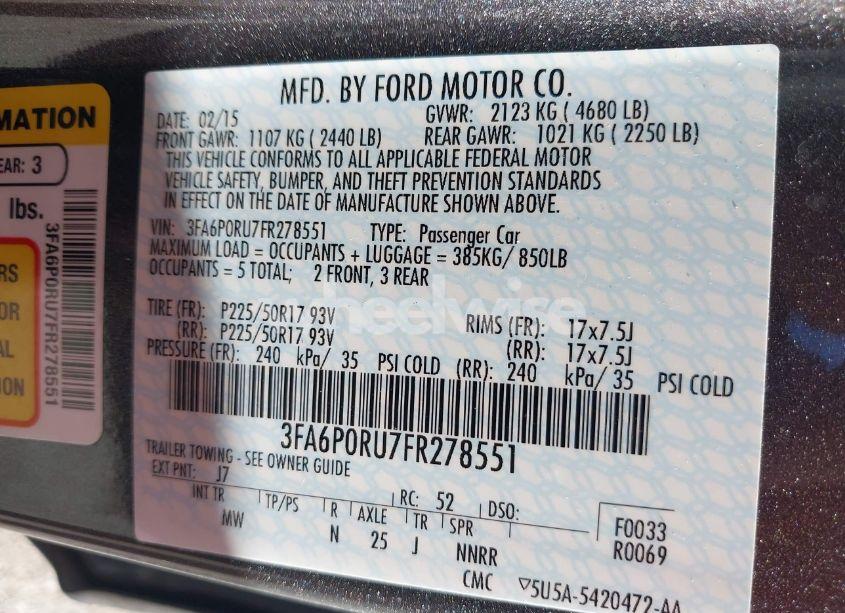 MATION
EAR: 3
lbs.
3FA6P0RU7FR278551
RS
OR
AL
ION
MFD. BY FORD MOTOR CO.
DATE: 02/15 GVWR: 2123 KG ( 4680 LB)
FRONT GAWR: 1107 KG ( 2440 LB) REAR GAWR: 1021 KG ( 2250 LB)
THIS VEHICLE CONFORMS TO ALL APPLICABLE FEDERAL MOTOR
VEHICLE SAFETY, BUMPER, AND THEFT PREVENTION STANDARDS
IN EFFECT ON THE DATE OF MANUFACTURE SHOWN ABOVE.
VIN: 3FA6P0RU7FR278551 TYPE: Passenger Car
MAXIMUM LOAD = OCCUPANTS + LUGGAGE = 385KG/ 850LB
OCCUPANTS = 5 TOTAL; 2 FRONT, 3 REAR
wheelwise
TIRE (FR): P225/50R17 93V RIMS (FR): 17x7.5J
(RR): P225/50R17 93V (RR): 17x7.5J
PRESSURE (FR): 240 kPa/ 35 PSI COLD (RR): 240 kPa/ 35 PSI COLD
3FA6P0RU7FR278551
TRAILER TOWING - SEE OWNER GUIDE
EXT PNT: J7 RC: 52 DSO:
INT TR TP/PS R AXLE TR SPR F0033
MW N 25 J NNRR R0069
CMC ▽5U5A-5420472-AA